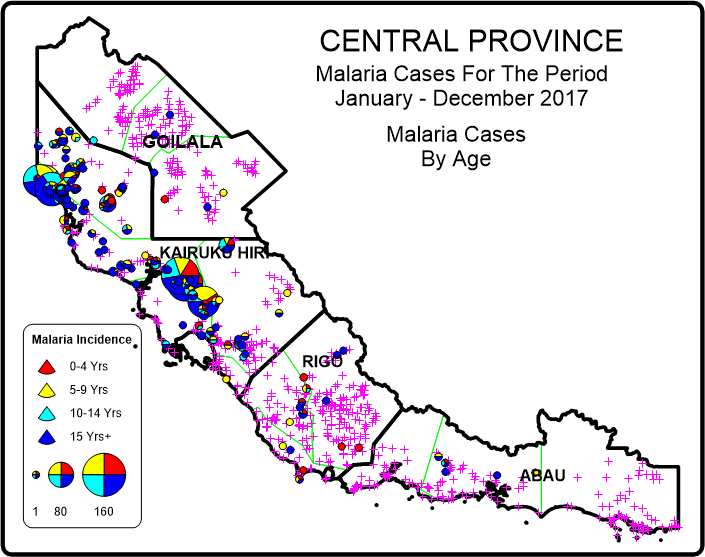 CENTRAL PROVINCE
Malaria Cases For The Period
January - December 2017
Malaria Cases
By Age
GOILALA
KAIRUKU HIRI
RIGO
ABAU
Malaria Incidence
0-4 Yrs
5-9 Yrs
10-14 Yrs
15 Yrs+
1 80 160